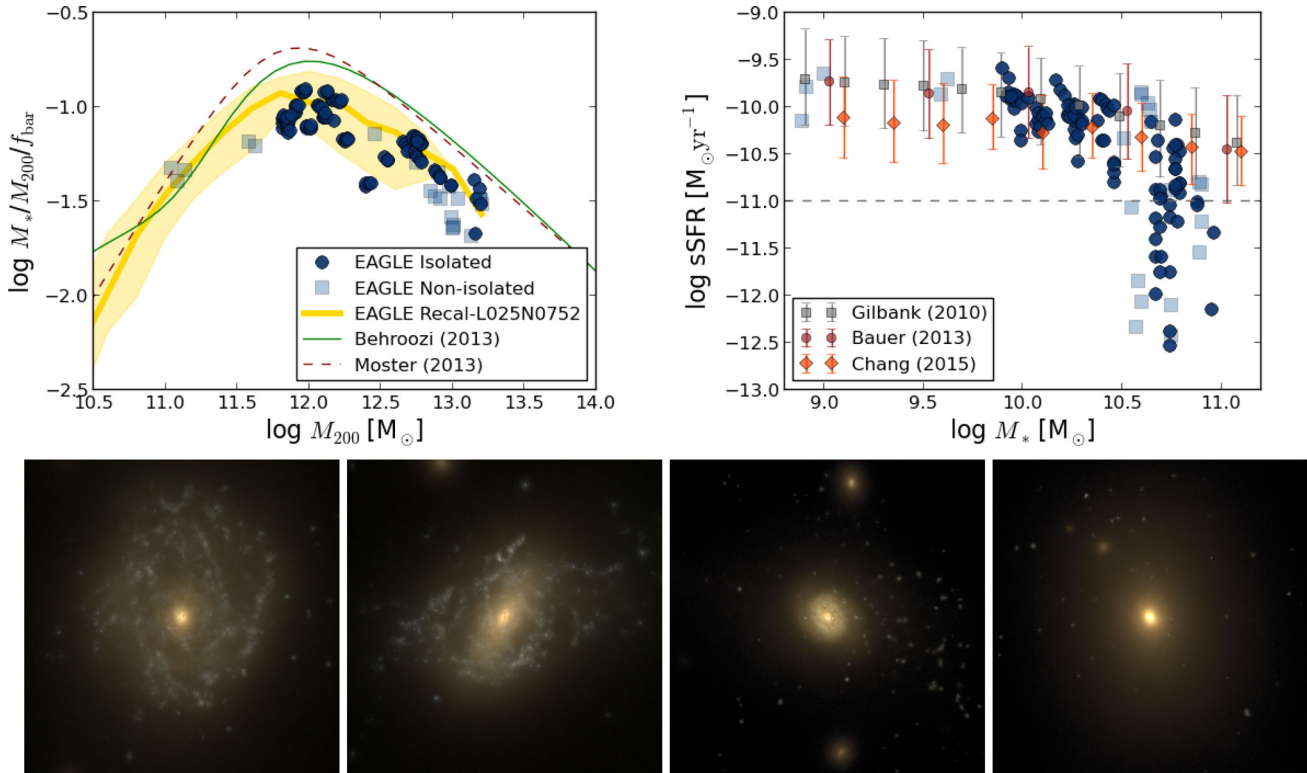 −0.5
−1.0
−1.5
−2.0
−2.5
10.5 11.0 11.5 12.0 12.5 13.0 13.5 14.0
log M∗/M200/fbar
log M200 [M⊙]
EAGLE Isolated
EAGLE Non-isolated
EAGLE Recal-L025N0752
Behroozi (2013)
Moster (2013)
−9.0
−9.5
−10.0
−10.5
−11.0
−11.5
−12.0
−12.5
−13.0
9.0 9.5 10.0 10.5 11.0
log sSFR [M⊙yr−1]
log M∗ [M⊙]
Gilbank (2010)
Bauer (2013)
Chang (2015)